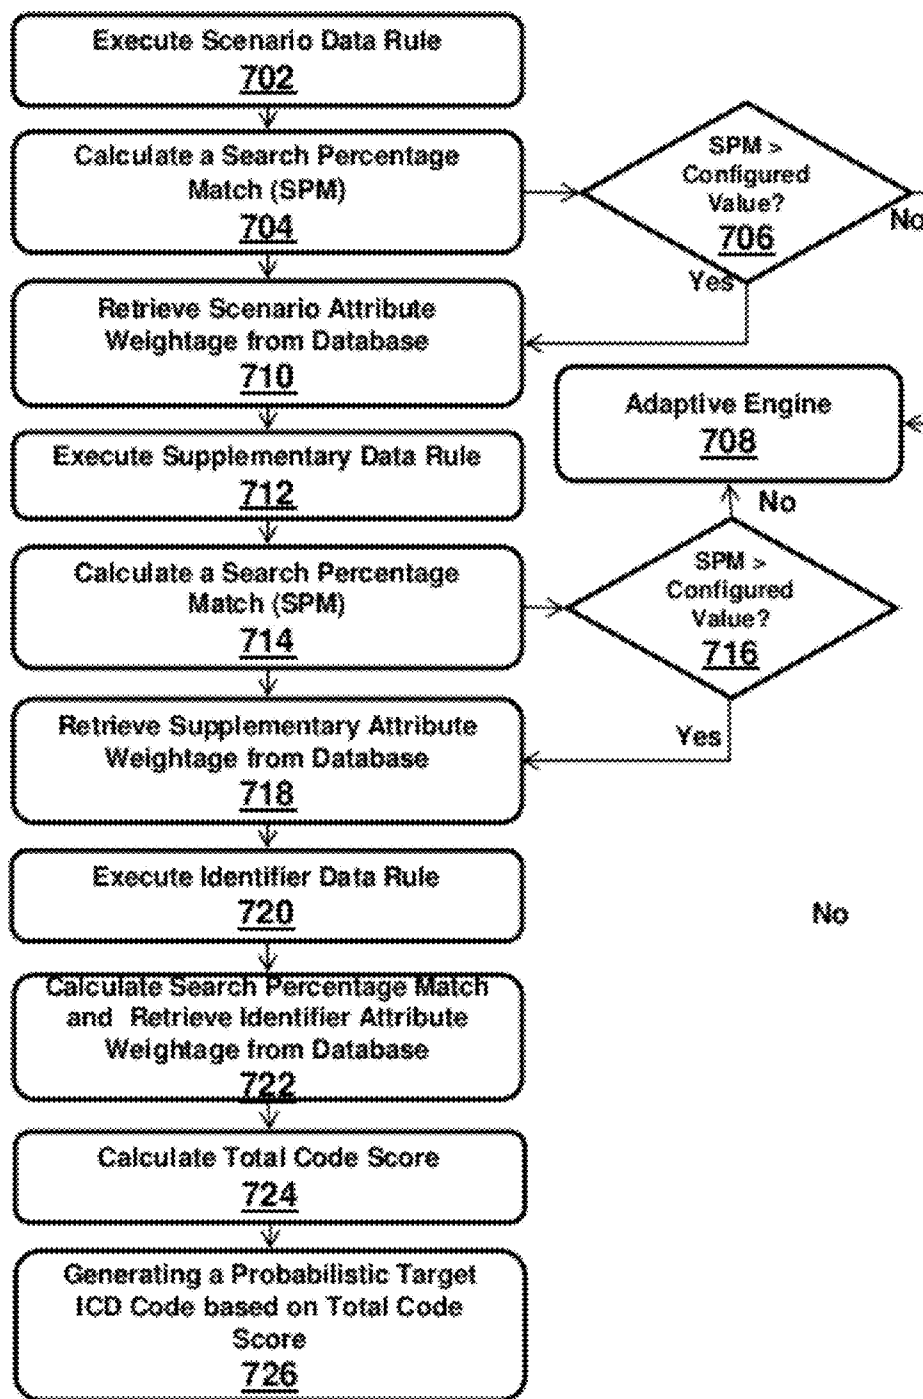 Execute Scenario Data Rule
702
Calculate a Search Percentage
Match (SPM)
704
SPM >
Configured
Value?
706
No
Yes
Retrieve Scenario Attribute
Weightage from Database
710
Adaptive Engine
708
Execute Supplementary Data Rule
712
No
Calculate a Search Percentage
Match (SPM)
714
SPM >
Configured
Value?
716
Yes
Retrieve Supplementary Attribute
Weightage from Database
718
Execute Identifier Data Rule
720
No
Calculate Search Percentage Match
and Retrieve Identifier Attribute
Weightage from Database
722
Calculate Total Code Score
724
Generating a Probabilistic Target
ICD Code based on Total Code
Score
726